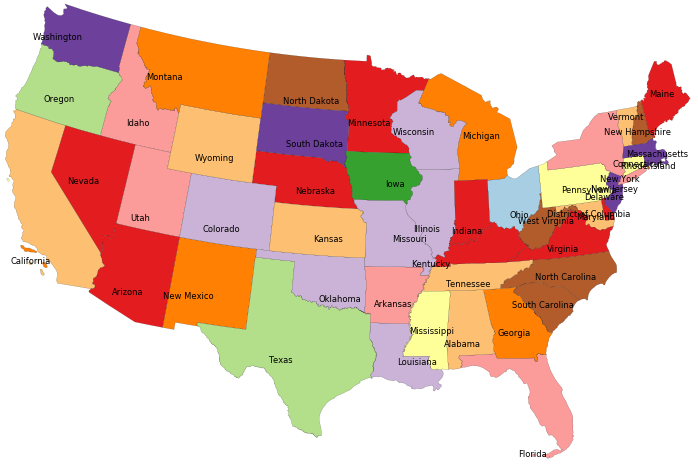 Washington
Montana
North Dakota
Minnesota
Maine
Oregon
Idaho
South Dakota
Wisconsin
Michigan
Vermont
New Hampshire
Massachusetts
Wyoming
Nebraska
Iowa
Connecticut
Rhodensland
New York
Pennsylvania
New Jersey
Delaware
Nevada
Utah
Colorado
Kansas
Missouri
Illinois
Indiana
Ohio
West Virginia
District of Columbia
Maryland
Virginia
California
Arizona
New Mexico
Oklahoma
Arkansas
Kentucky
Tennessee
North Carolina
South Carolina
Texas
Louisiana
Mississippi
Alabama
Georgia
Florida